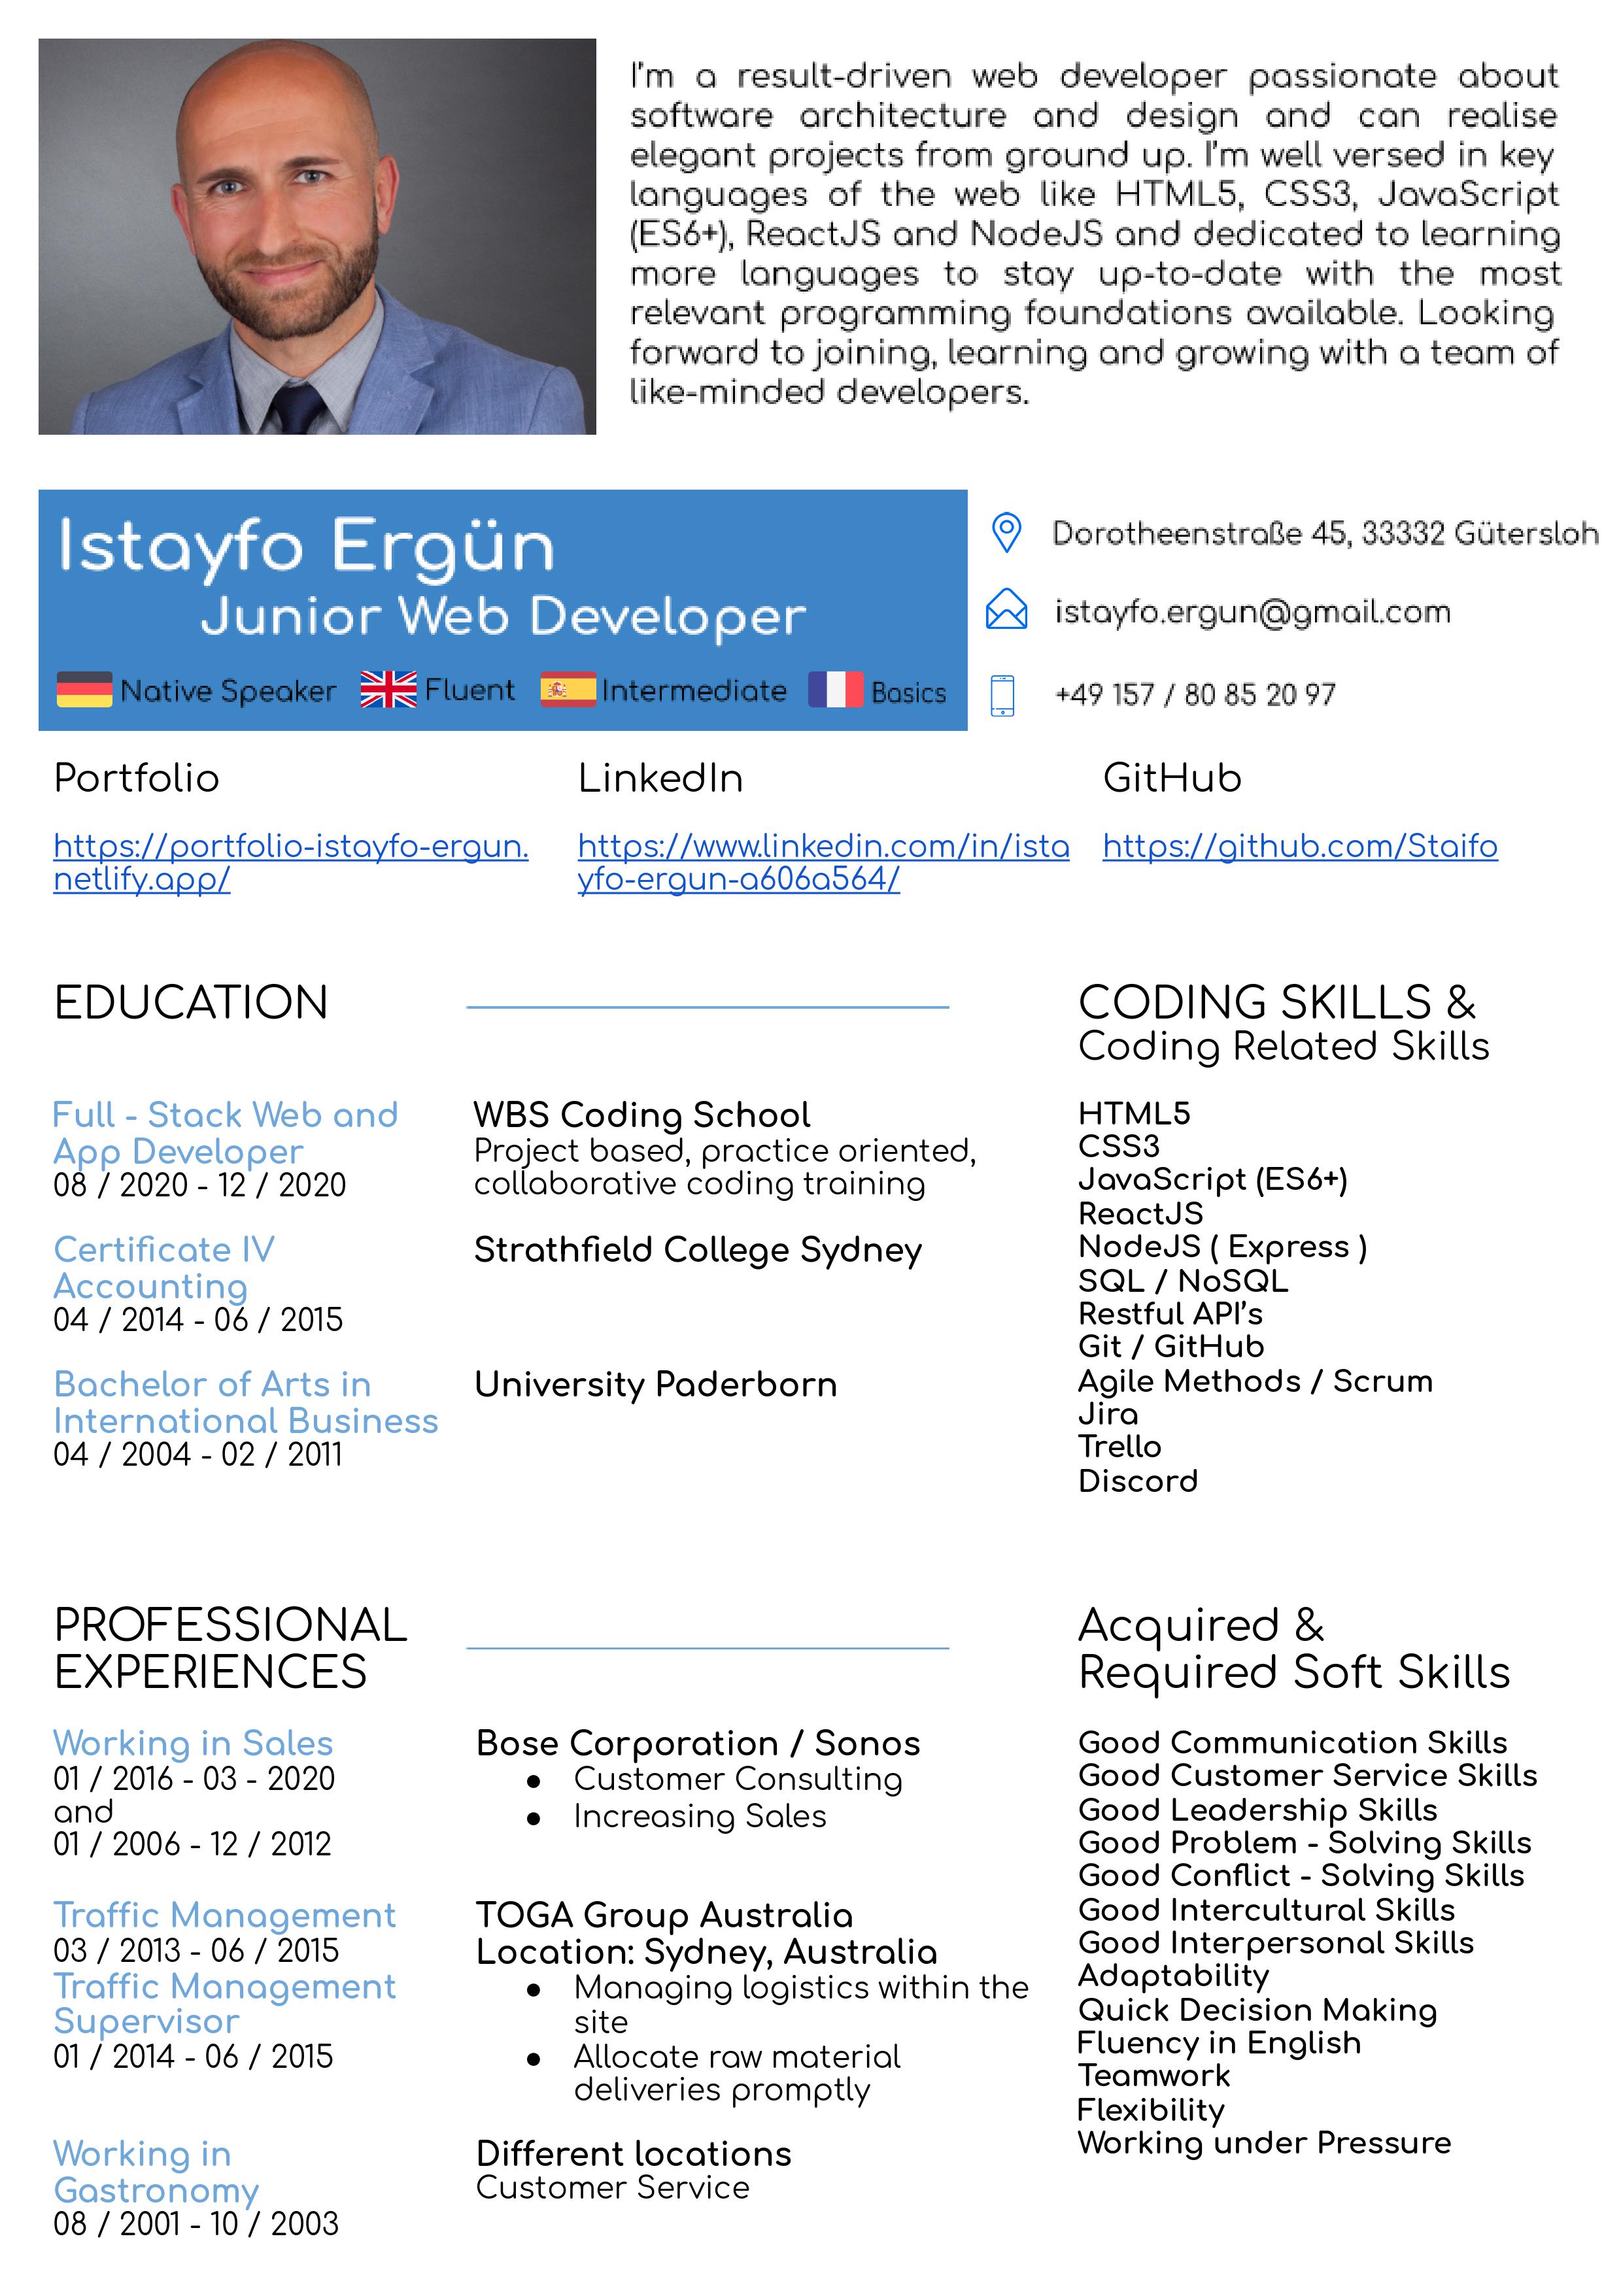 I'm a result-driven web developer passionate about
software architecture and design and can realise
elegant projects from ground up. I'm well versed in key
languages of the web like HTML5, CSS3, JavaScript
(ES6+), ReactJS and NodeJS and dedicated to learning
more languages to stay up-to-date with the most
relevant programming foundations available. Looking
forward to joining, learning and growing with a team of
like-minded developers.
Istayfo Ergün
Junior Web Developer
Native Speaker Fluent Intermediate Basics
Dorotheenstraße 45, 33332 Gütersloh
istayfo.ergun@gmail.com
+49 157 / 80 85 20 97
Portfolio
https://portfolio-istayfo-ergun.
netlify.app/
LinkedIn
https://www.linkedin.com/in/ista
yfo-ergun-a606a564/
GitHub
https://github.com/Staifo
EDUCATION
Full - Stack Web and
App Developer
08 / 2020 - 12 / 2020
WBS Coding School
Project based, practice oriented,
collaborative coding training
Certificate IV
Accounting
04 / 2014 - 06 / 2015
Strathfield College Sydney
Bachelor of Arts in
International Business
04 / 2004 - 02 / 2011
University Paderborn
CODING SKILLS &
Coding Related Skills
HTML5
CSS3
JavaScript (ES6+)
ReactJS
NodeJS ( Express )
SQL / NoSQL
Restful API's
Git / GitHub
Agile Methods / Scrum
Jira
Trello
Discord
PROFESSIONAL
EXPERIENCES
Working in Sales
01 / 2016 - 03 - 2020
and
01 / 2006 - 12 / 2012
Bose Corporation / Sonos
● Customer Consulting
● Increasing Sales
Traffic Management
03 / 2013 - 06 / 2015
Traffic Management
Supervisor
01 / 2014 - 06 / 2015
TOGA Group Australia
Location: Sydney, Australia
● Managing logistics within the
site
● Allocate raw material
deliveries promptly
Working in
Gastronomy
08 / 2001 - 10 / 2003
Different locations
Customer Service
Acquired &
Required Soft Skills
Good Communication Skills
Good Customer Service Skills
Good Leadership Skills
Good Problem - Solving Skills
Good Conflict - Solving Skills
Good Intercultural Skills
Good Interpersonal Skills
Adaptability
Quick Decision Making
Fluency in English
Teamwork
Flexibility
Working under Pressure